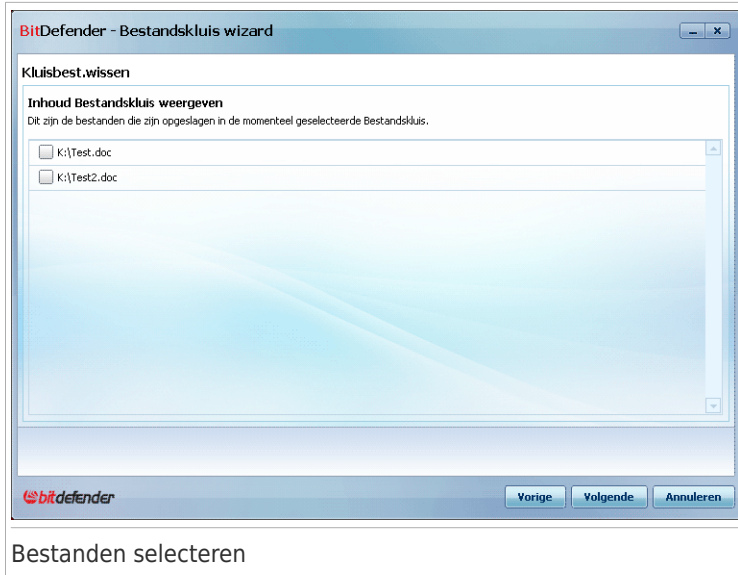 BitDefender - Bestandskluis wizard
Kluisbest.wissen
Inhoud Bestandskluis weergeven
Dit zijn de bestanden die zijn opgeslagen in de momenteel geselecteerde Bestandskluis.
K:\Test.doc
K:\Test2.doc
bitdefender
Vorige Volgende Annuleren
Bestanden selecteren